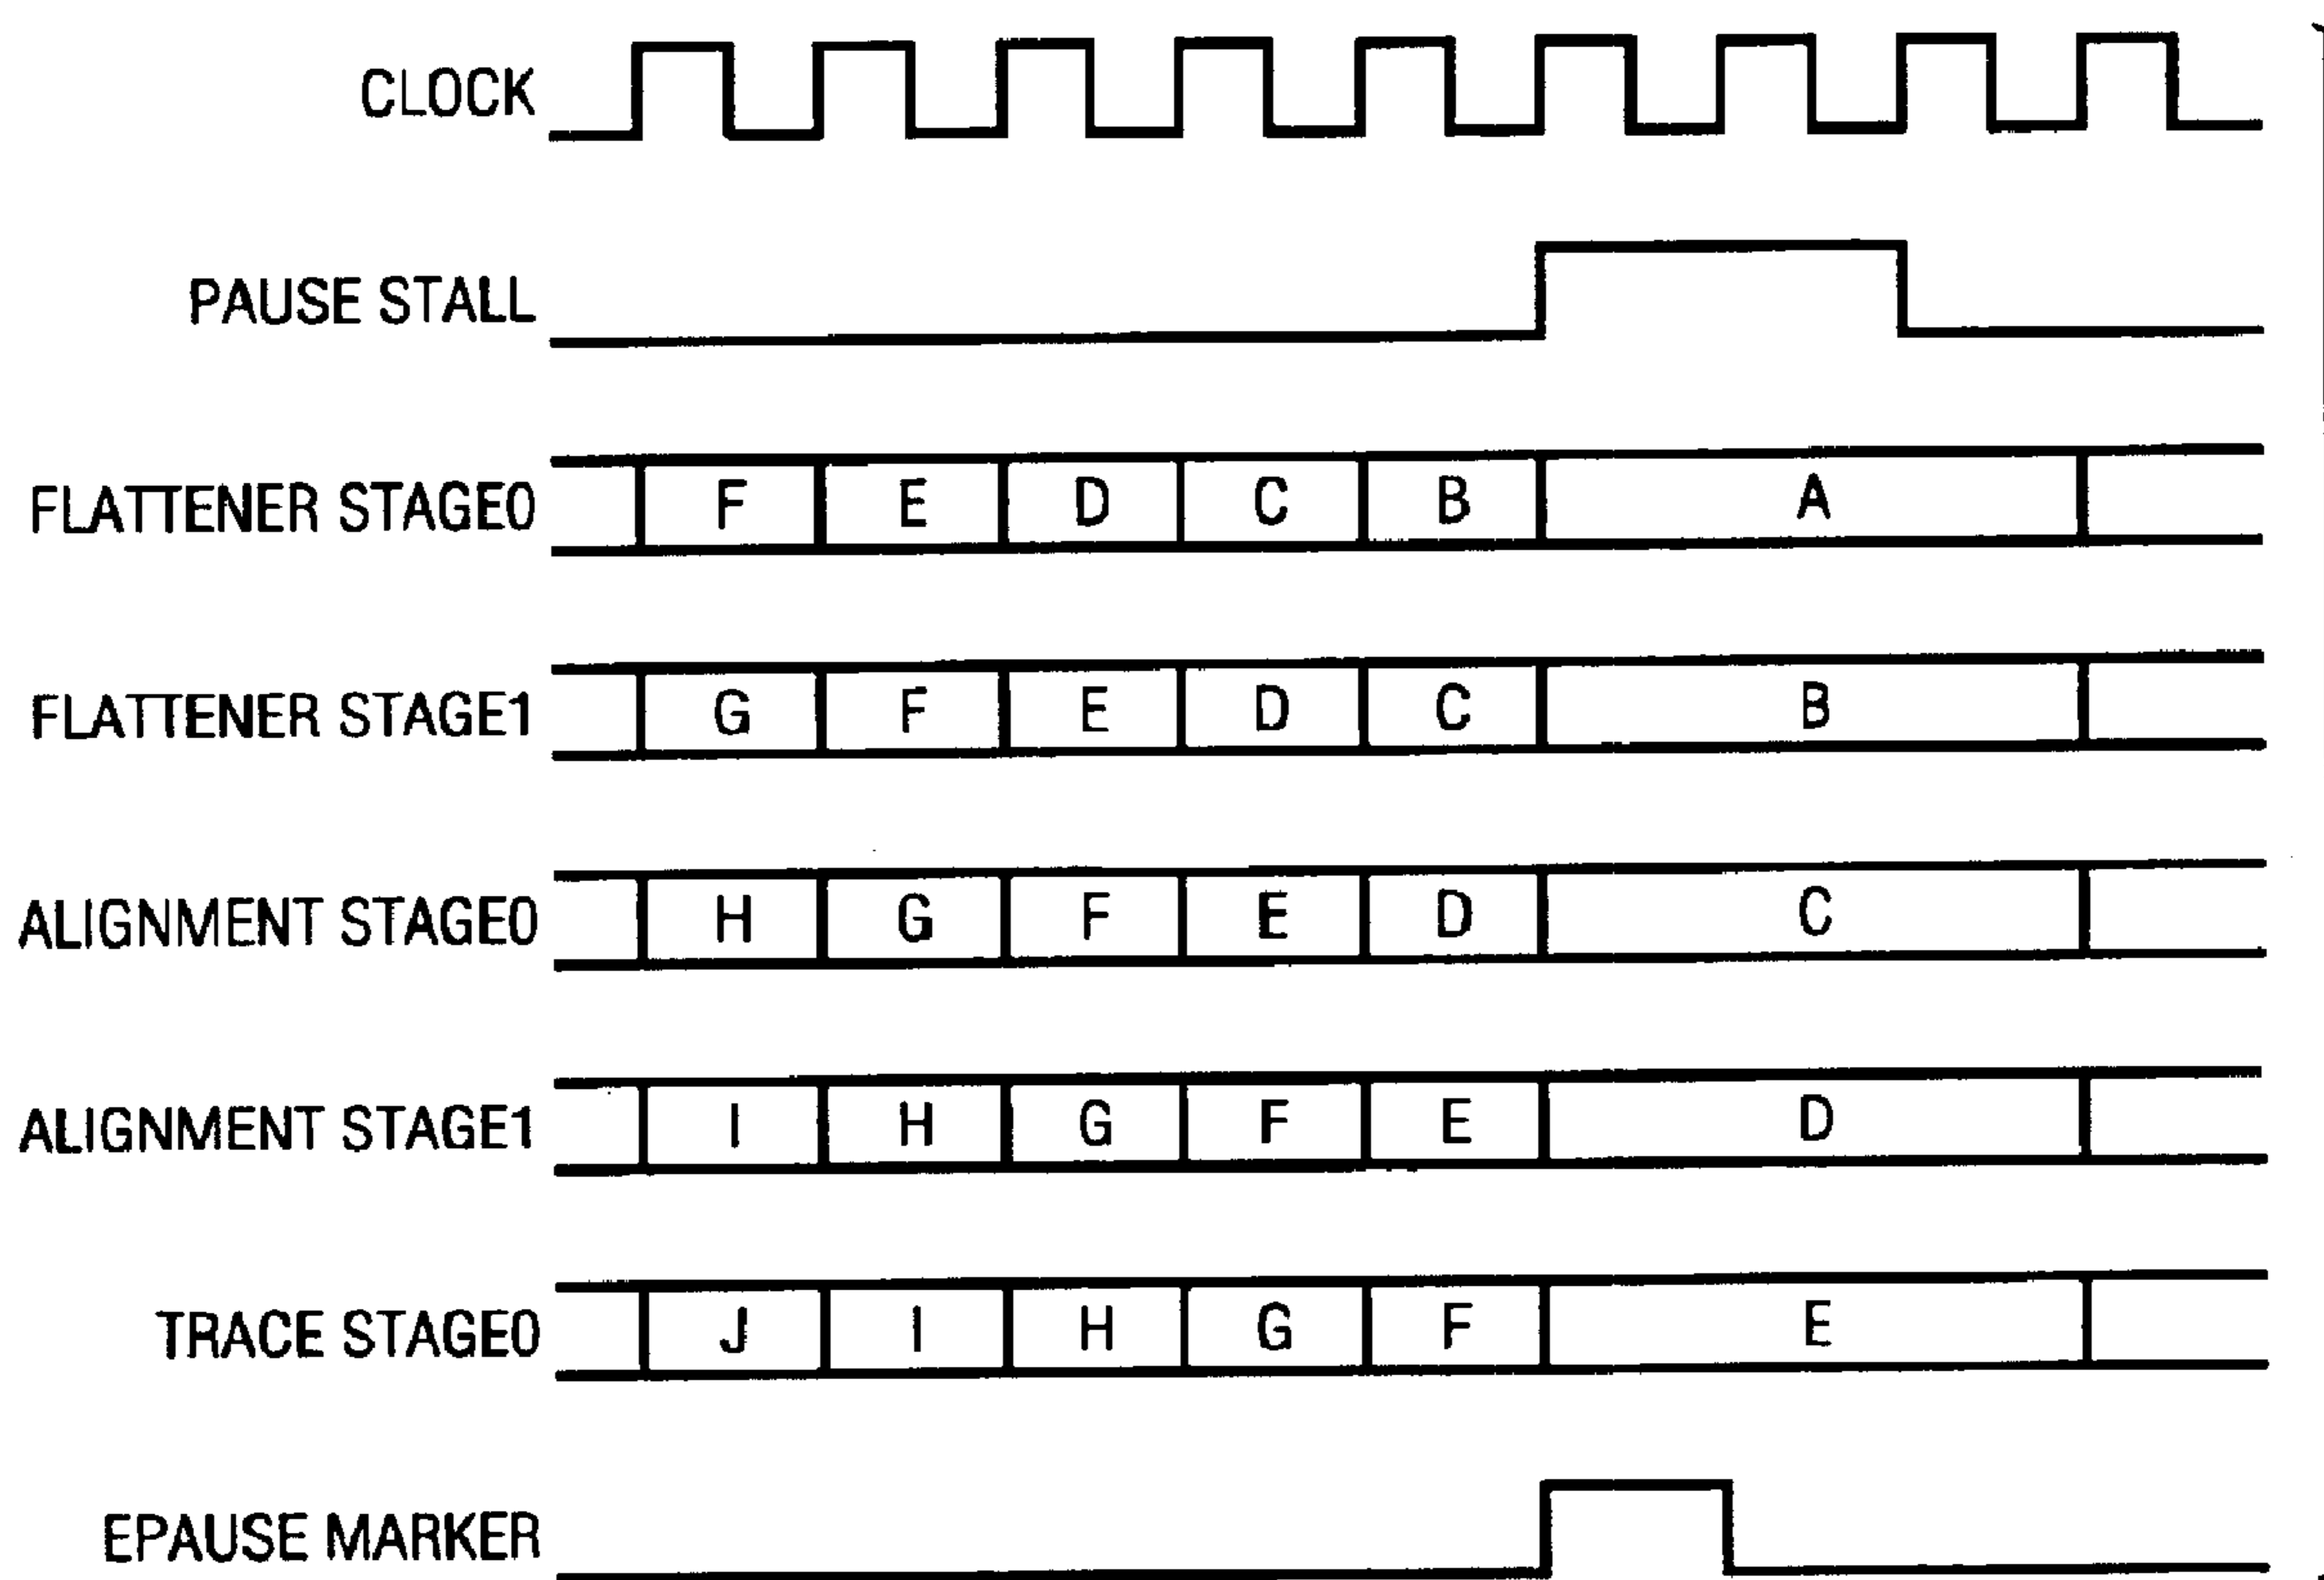 CLOCK
PAUSE STALL
FLATTENER STAGE0 F E D C B A
FLATTENER STAGE1 G F E D C B
ALIGNMENT STAGE0 H G F E D C
ALIGNMENT STAGE1 I H G F E D
TRACE STAGE0 J I H G F E
EPAUSE MARKER